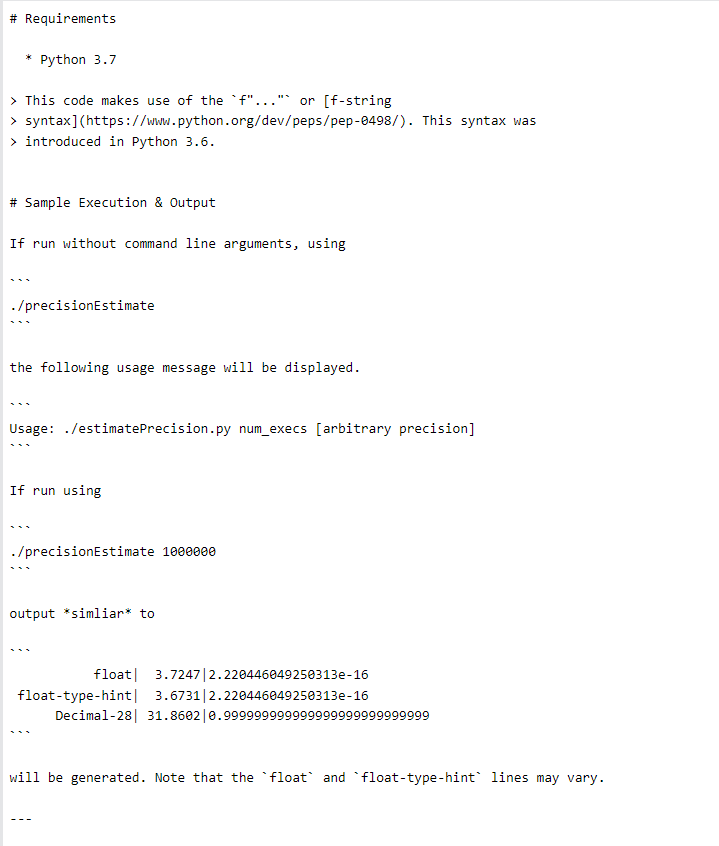 # Requirements
* Python 3.7
> This code makes use of the `f"..."` or [f-string
> syntax](https://www.python.org/dev/peps/pep-0498/). This syntax was
> introduced in Python 3.6.
# Sample Execution & Output
If run without command line arguments, using
```
./precisionEstimate
```
the following usage message will be displayed.
```
Usage: ./estimatePrecision.py num_execs [arbitrary precision]
```
If run using
```
./precisionEstimate 1000000
```
output *simliar* to
```
float|  3.7247|2.220446049250313e-16
float-type-hint|  3.6731|2.220446049250313e-16
Decimal-28| 31.8602|0.9999999999999999999999999999
```
will be generated. Note that the `float` and `float-type-hint` lines may vary.
---